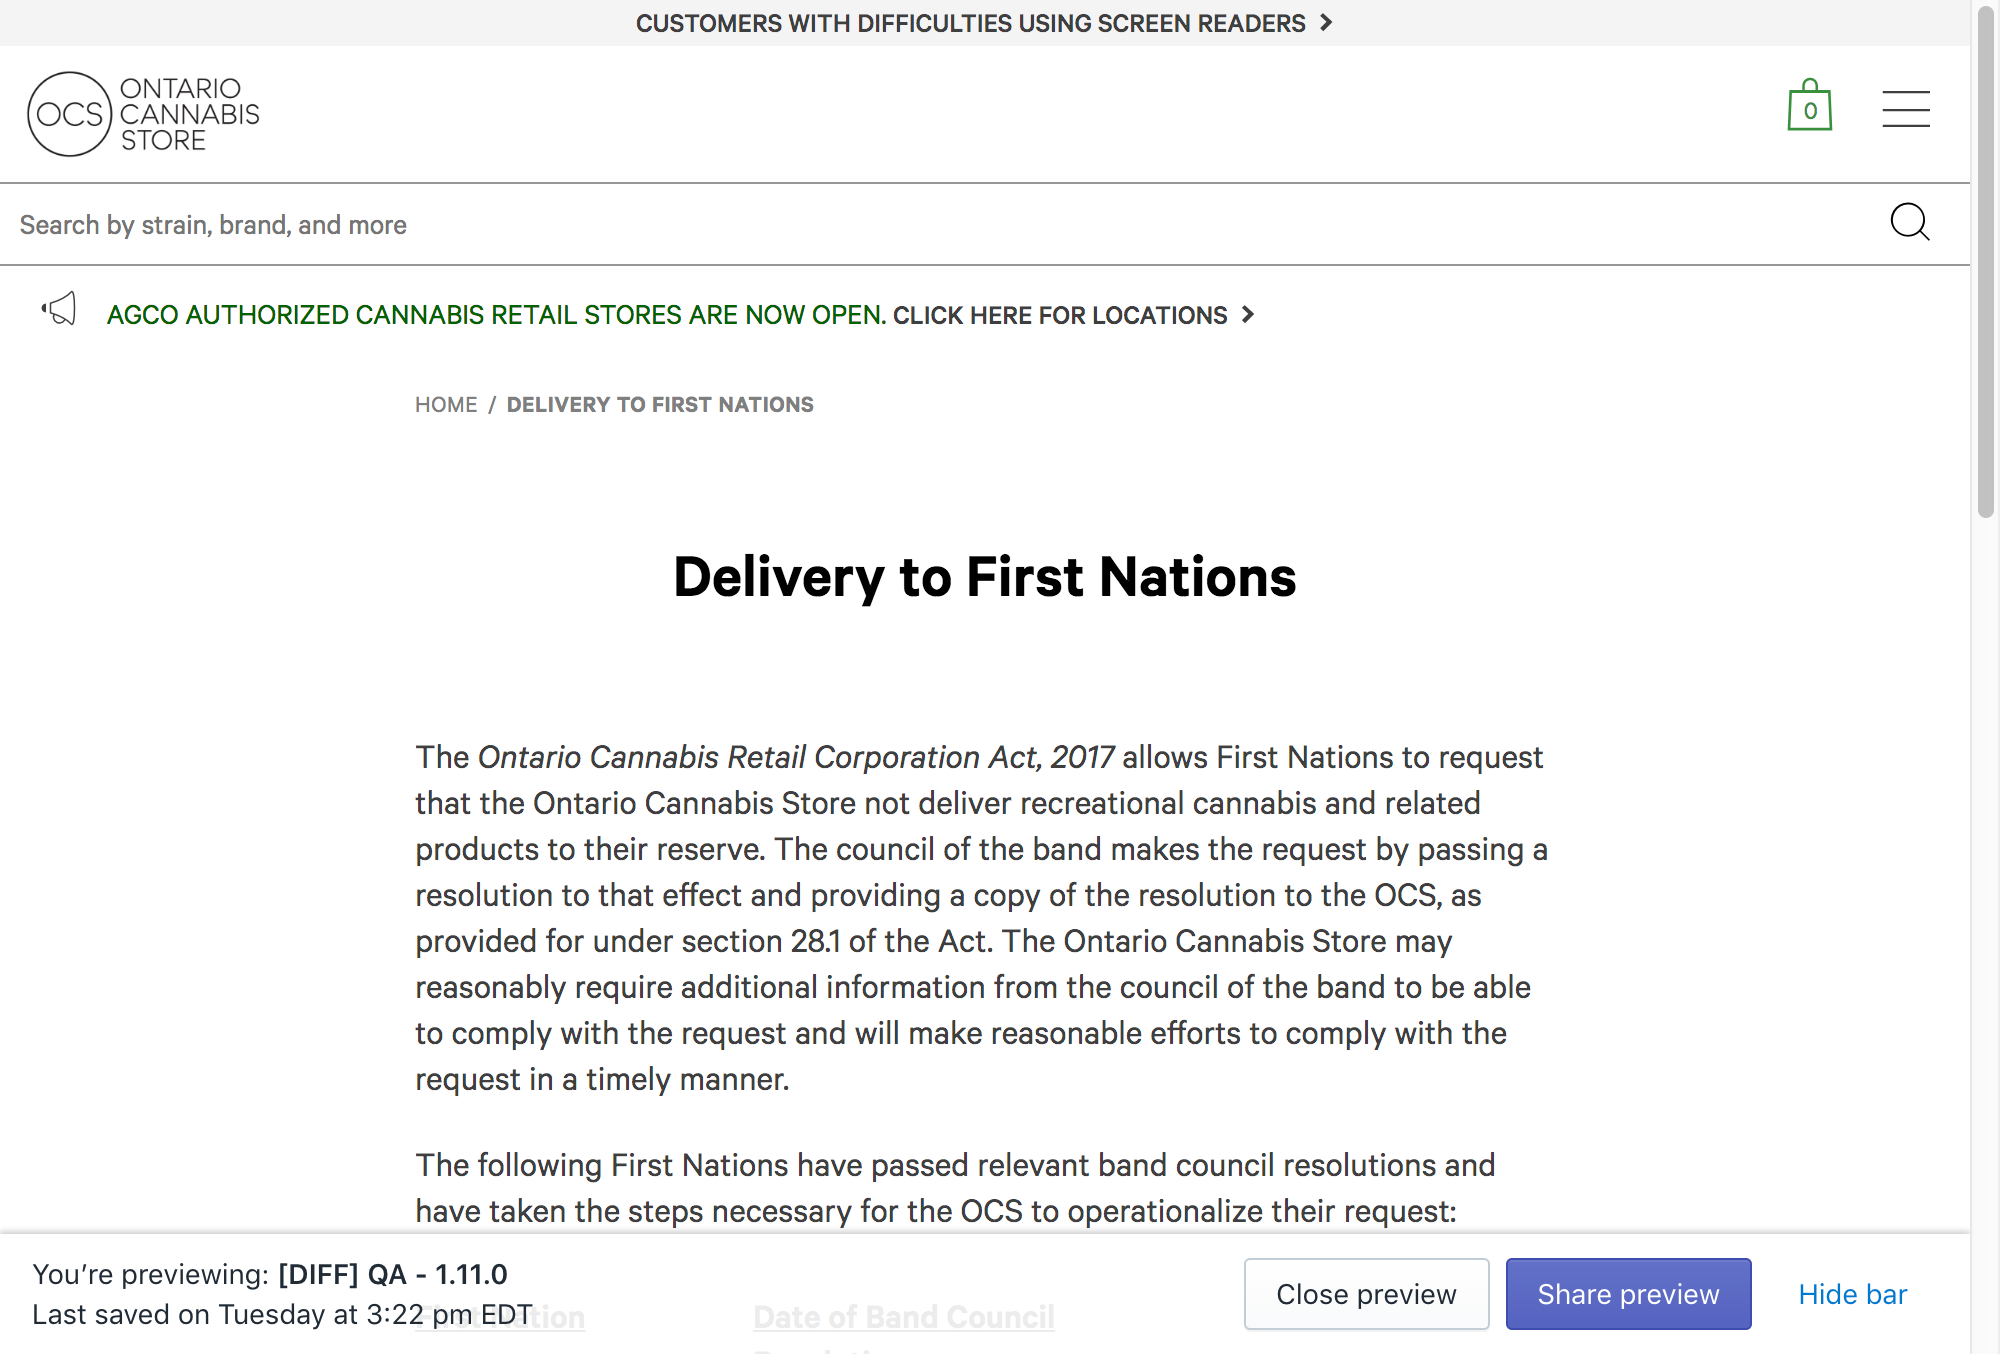 CUSTOMERS WITH DIFFICULTIES USING SCREEN READERS
OCS
ONTARIO
CANNABIS
STORE
0
Search by strain, brand, and more
AGCO AUTHORIZED CANNABIS RETAIL STORES ARE NOW OPEN. CLICK HERE FOR LOCATIONS
HOME / DELIVERY TO FIRST NATIONS
Delivery to First Nations
The Ontario Cannabis Retail Corporation Act, 2017 allows First Nations to request
that the Ontario Cannabis Store not deliver recreational cannabis and related
products to their reserve. The council of the band makes the request by passing a
resolution to that effect and providing a copy of the resolution to the OCS, as
provided for under section 28.1 of the Act. The Ontario Cannabis Store may
reasonably require additional information from the council of the band to be able
to comply with the request and will make reasonable efforts to comply with the
request in a timely manner.
The following First Nations have passed relevant band council resolutions and
have taken the steps necessary for the OCS to operationalize their request:
You're previewing: [DIFF] QA - 1.11.0
Last saved on Tuesday at 3:22 pm EDT
First Nation
Date of Band Council
Close preview
Share preview
Hide bar